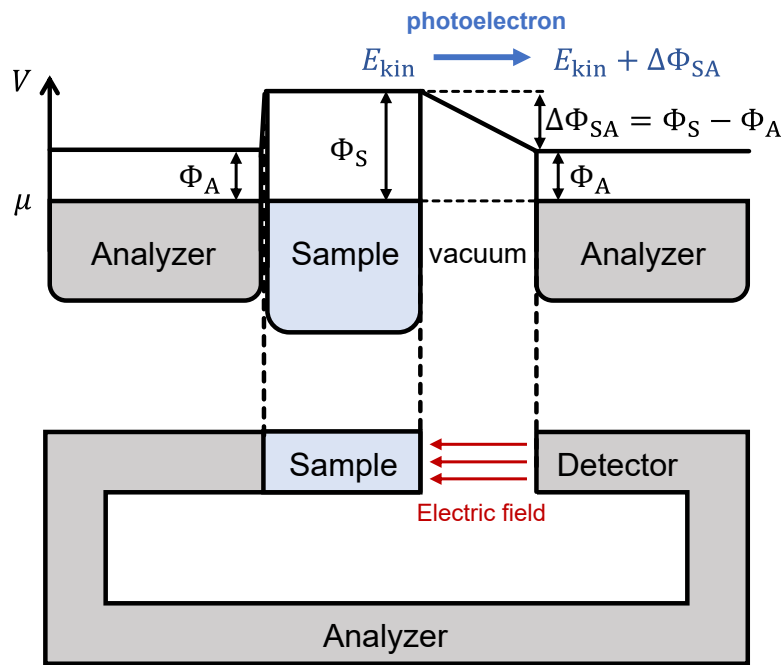 photoelectron
E_kin E_kin + ΔΦ_SA
V
ΔΦ_SA = Φ_S − Φ_A
Φ_A Φ_S Φ_A
μ
Analyzer Sample vacuum Analyzer
Sample Detector
Electric field
Analyzer